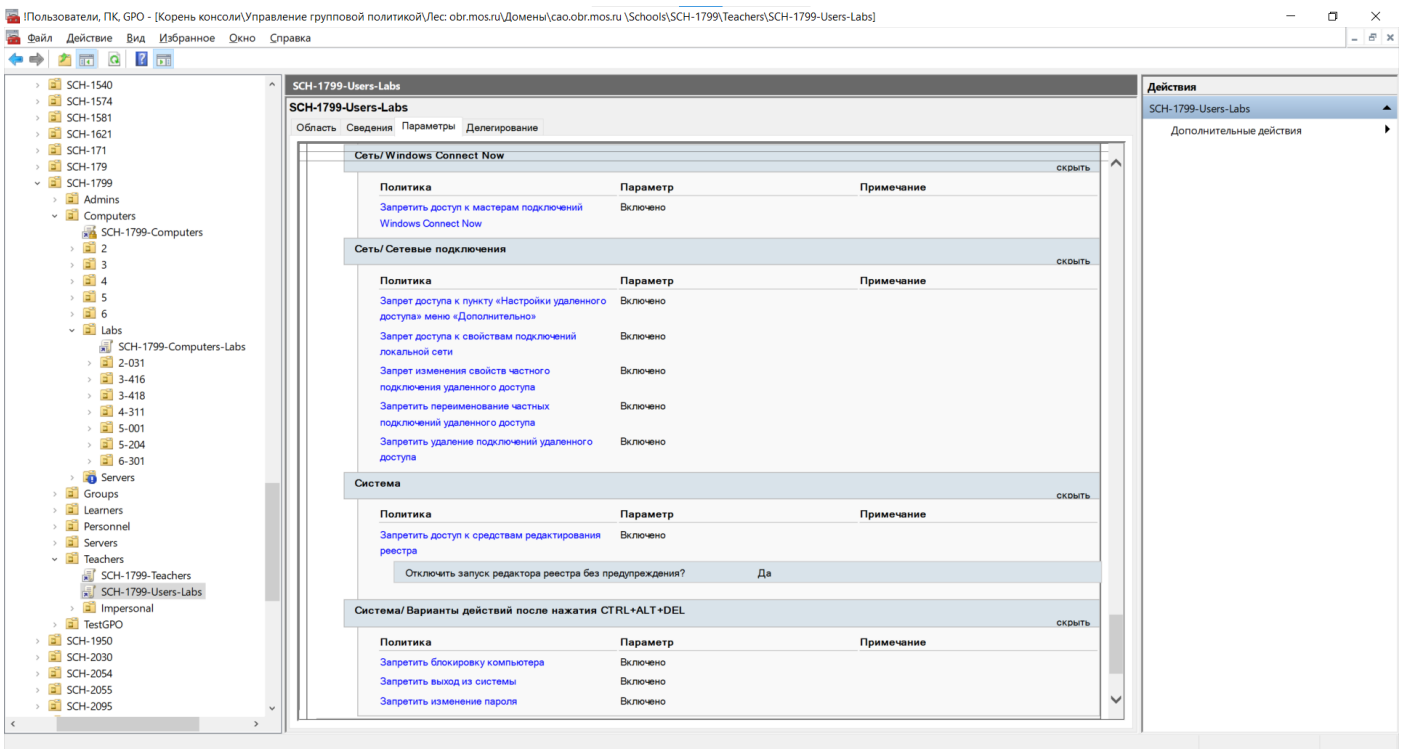 !Пользователи, ПК, GPO - [Корень консоли\Управление групповой политикой\Лес: obr.mos.ru\Домены\cao.obr.mos.ru \Schools\SCH-1799\Teachers\SCH-1799-Users-Labs]
Файл Действие Вид Избранное Окно Справка
SCH-1540
SCH-1574
SCH-1581
SCH-1621
SCH-171
SCH-179
SCH-1799
Admins
Computers
SCH-1799-Computers
2
3
4
5
6
Labs
SCH-1799-Computers-Labs
2-031
3-416
3-418
4-311
5-001
5-204
6-301
Servers
Groups
Learners
Personnel
Servers
Teachers
SCH-1799-Teachers
SCH-1799-Users-Labs
Impersonal
TestGPO
SCH-1950
SCH-2030
SCH-2054
SCH-2055
SCH-2095
SCH-1799-Users-Labs
SCH-1799-Users-Labs
Область Сведения Параметры Делегирование
Сеть/Windows Connect Now
скрыть
Политика Параметр Примечание
Запретить доступ к мастерам подключений Включено
Windows Connect Now
Сеть/Сетевые подключения
скрыть
Политика Параметр Примечание
Запрет доступа к пункту «Настройки удаленного Включено
доступа» меню «Дополнительно»
Запрет доступа к свойствам подключений Включено
локальной сети
Запрет изменения свойств частного Включено
подключения удаленного доступа
Запретить переименование частных Включено
подключений удаленного доступа
Запретить удаление подключений удаленного Включено
доступа
Система
скрыть
Политика Параметр Примечание
Запретить доступ к средствам редактирования Включено
реестра
Отключить запуск редактора реестра без предупреждения? Да
Система/Варианты действий после нажатия CTRL+ALT+DEL
скрыть
Политика Параметр Примечание
Запретить блокировку компьютера Включено
Запретить выход из системы Включено
Запретить изменение пароля Включено
Действия
SCH-1799-Users-Labs
Дополнительные действия